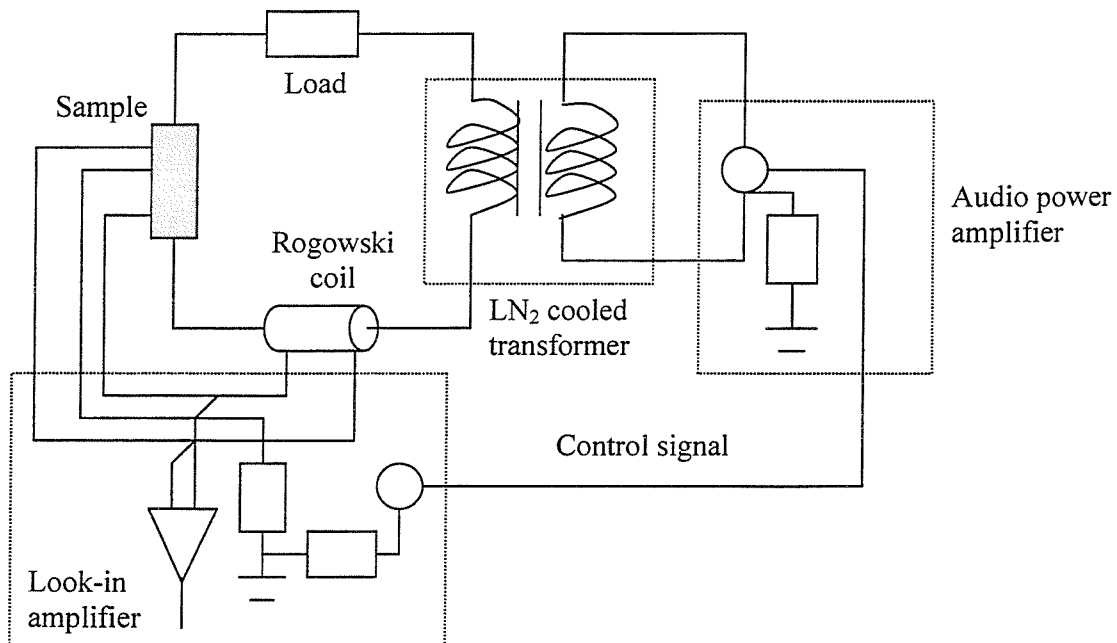 Load
Sample
Rogowski
coil
LN₂ cooled
transformer
Audio power
amplifier
Control signal
Look-in
amplifier